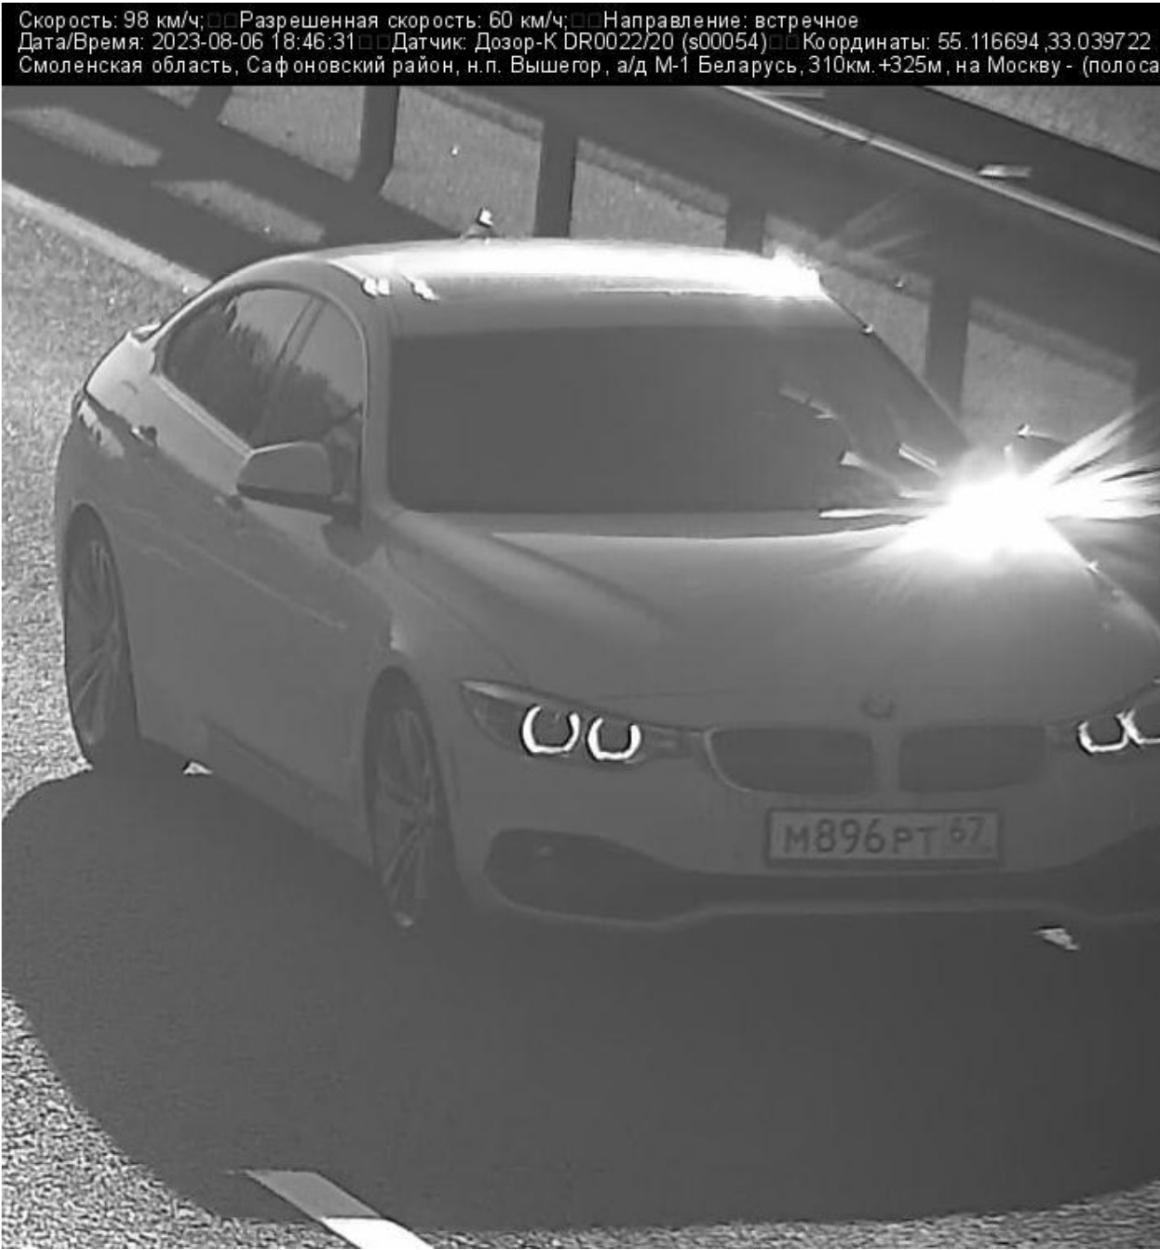 Скорость: 98 км/ч; Разрешенная скорость: 60 км/ч; Направление: встречное
Дата/Время: 2023-08-06 18:46:31 Датчик: Дозор-К DR0022/20 (s00054) Координаты: 55.116694,33.039722
Смоленская область, Сафоновский район, н.п. Вышегор, а/д М-1 Беларусь, 310км.+325м, на Москву - (полоса
М896РТ 67